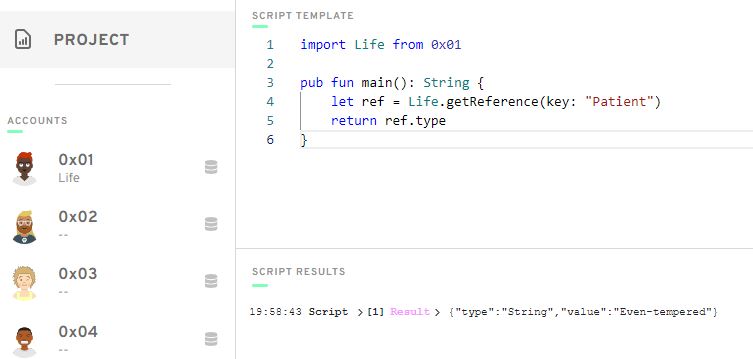 PROJECT
ACCOUNTS
0x01
Life
0x02
--
0x03
--
0x04
--
SCRIPT TEMPLATE
1 import Life from 0x01
2
3 pub fun main(): String {
4 let ref = Life.getReference(key: "Patient")
5 return ref.type
6 }
SCRIPT RESULTS
19:58:43 Script >[1] Result > {"type":"String","value":"Even-tempered"}